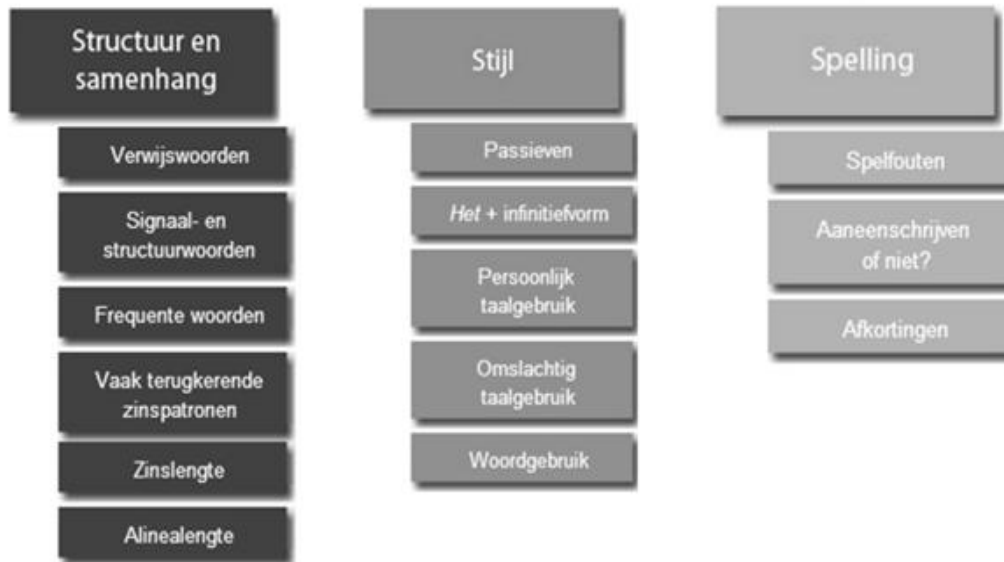 Structuur en
samenhang
Verwijswoorden
Signaal- en
structuurwoorden
Frequente woorden
Vaak terugkerende
zinspatronen
Zinslengte
Alinealengte
Stijl
Passieven
Het + infinitiefvorm
Persoonlijk
taalgebruik
Omslachtig
taalgebruik
Woordgebruik
Spelling
Spelfouten
Aaneenschrijven
of niet?
Afkortingen